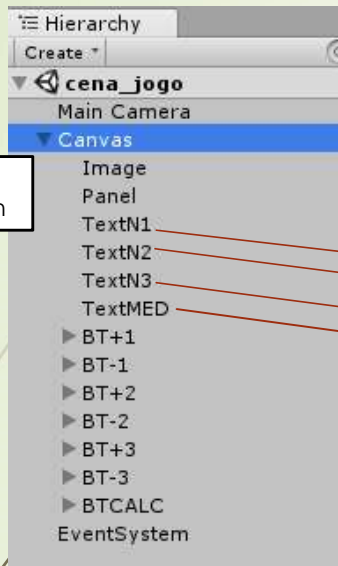 Hierarchy
Create
cena_jogo
Main Camera
Canvas
Image
Panel
TextN1
TextN2
TextN3
TextMED
BT+1
BT-1
BT+2
BT-2
BT+3
BT-3
BTCALC
EventSystem